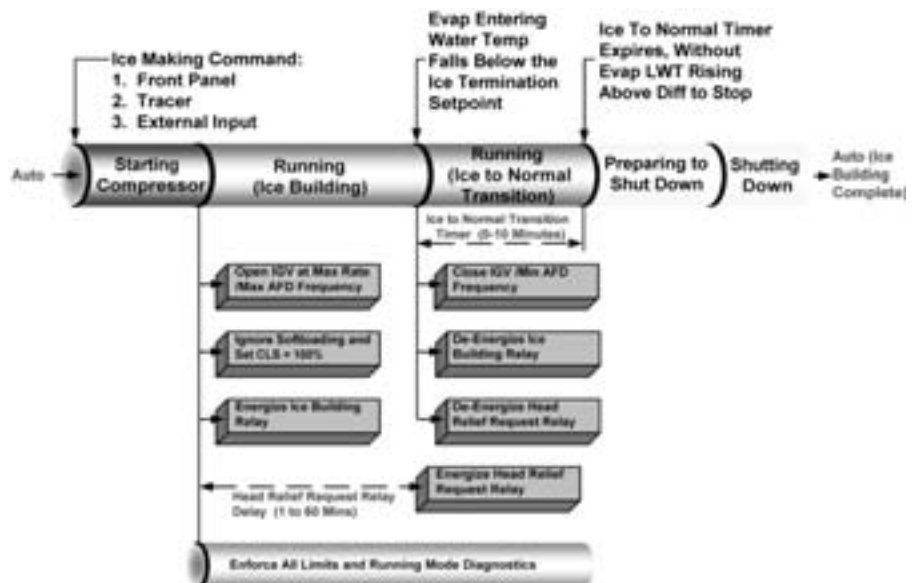 Ice Making Command:
1. Front Panel
2. Tracer
3. External Input
Evap Entering
Water Temp
Falls Below the
Ice Termination
Setpoint
Ice To Normal Timer
Expires, Without
Evap LWT Rising
Above Diff to Stop
Auto
Starting
Compressor
Running
(Ice Building)
Running
(Ice to Normal
Transition)
Preparing to
Shut Down
Shutting
Down
Auto (Ice
Building
Complete)
Ice to Normal Transition
Timer (0-10 Minutes)
Open IGV at Max Rate
/Max AFD Frequency
Close IGV /Min AFD
Frequency
Ignore Softloading and
Set CLS = 100%
De-Energize Ice
Building Relay
Energize Ice Building
Relay
De-Energize Head
Relief Request Relay
Energize Head Relief
Request Relay
Head Relief Request Relay
Delay (1 to 60 Mins)
Enforce All Limits and Running Mode Diagnostics